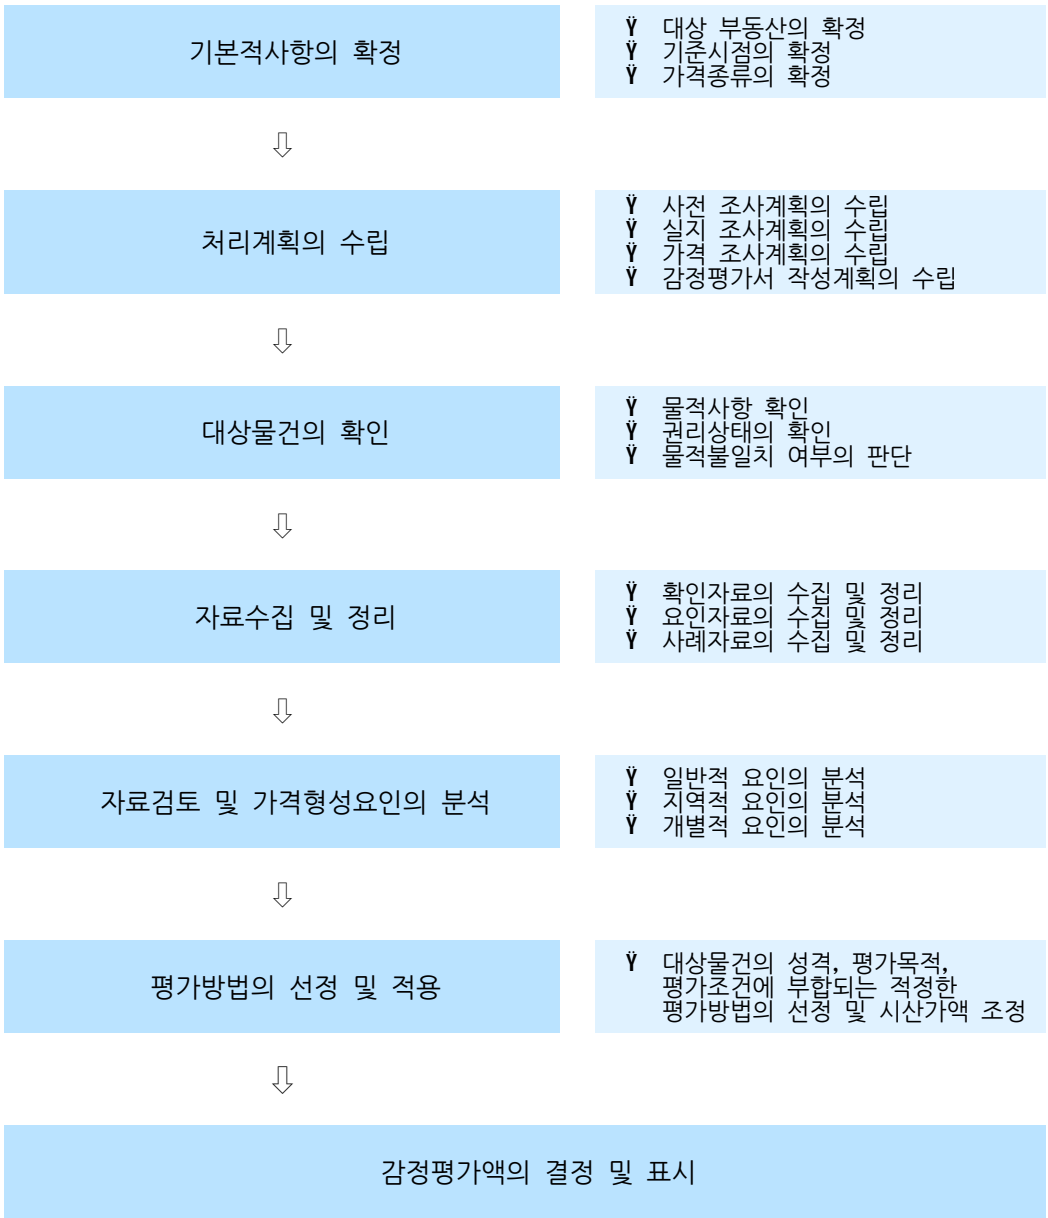 기본적사항의 확정
Ÿ 대상 부동산의 확정
Ÿ 기준시점의 확정
Ÿ 가격종류의 확정
⇩
처리계획의 수립
Ÿ 사전 조사계획의 수립
Ÿ 실지 조사계획의 수립
Ÿ 가격 조사계획의 수립
Ÿ 감정평가서 작성계획의 수립
⇩
대상물건의 확인
Ÿ 물적사항 확인
Ÿ 권리상태의 확인
Ÿ 물적불일치 여부의 판단
⇩
자료수집 및 정리
Ÿ 확인자료의 수집 및 정리
Ÿ 요인자료의 수집 및 정리
Ÿ 사례자료의 수집 및 정리
⇩
자료검토 및 가격형성요인의 분석
Ÿ 일반적 요인의 분석
Ÿ 지역적 요인의 분석
Ÿ 개별적 요인의 분석
⇩
평가방법의 선정 및 적용
Ÿ 대상물건의 성격, 평가목적,
평가조건에 부합되는 적정한
평가방법의 선정 및 시산가액 조정
⇩
감정평가액의 결정 및 표시